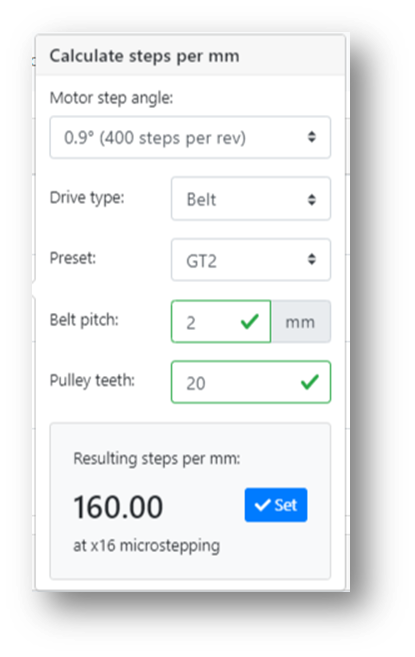 Calculate steps per mm
Motor step angle:
0.9° (400 steps per rev)
Drive type: Belt
Preset: GT2
Belt pitch: 2 mm
Pulley teeth: 20
Resulting steps per mm:
160.00 Set
at x16 microstepping